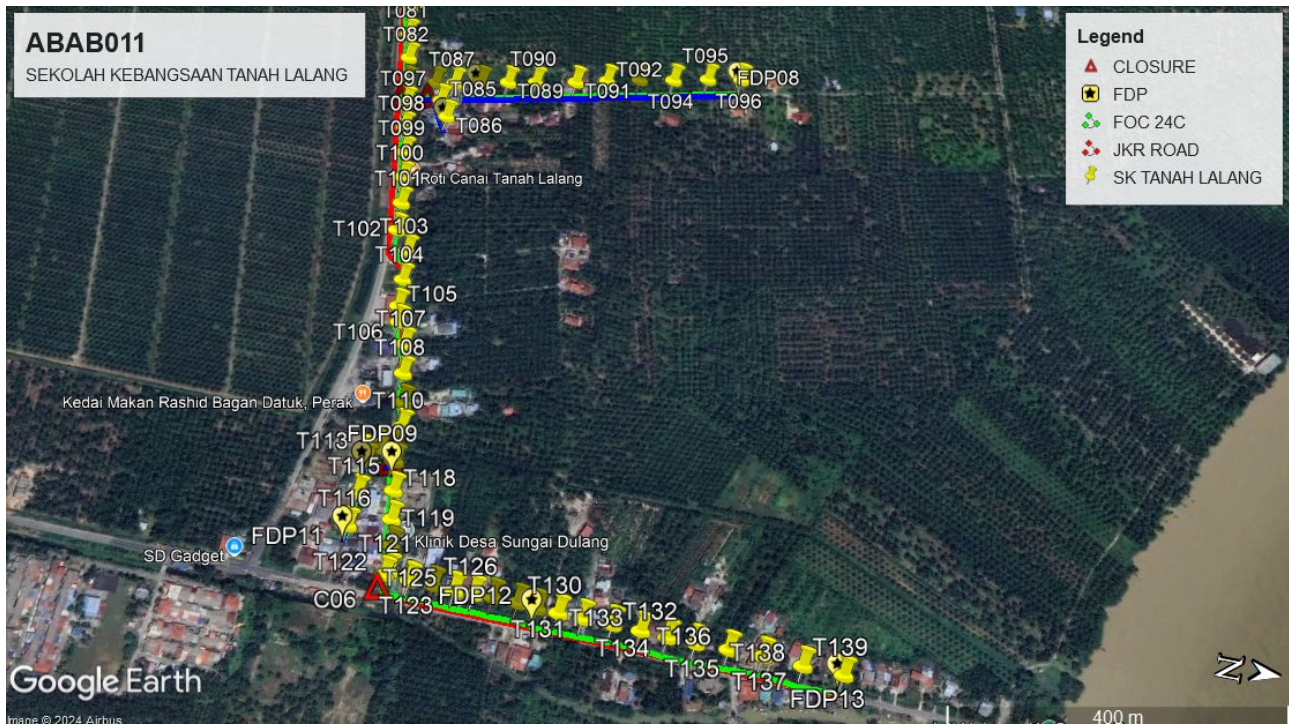 ABAB011
SEKOLAH KEBANGSAAN TANAH LALANG
Legend
CLOSURE
FDP
FOC 24C
JKR ROAD
SK TANAH LALANG
T081
T082
T087
T090
T095
T097
T085
T092
FDP08
T098
T089
T091
T094
T096
T099
T086
T100
T101
Roti Canai Tanah Lalang
T102
T103
T104
T105
T107
T106
T108
Kedai Makan Rashid Bagan Datuk, Perak
T110
T113
FDP09
T115
T118
T116
T119
FDP11
T121
Klinik Desa Sungai Dulang
SD Gadget
T122
T125
T126
C06
T123
FDP12
T130
T131
T133
T132
T134
T136
T135
T138
T139
T137
FDP13
Google Earth
Image © 2024 Airbus
400 m
N